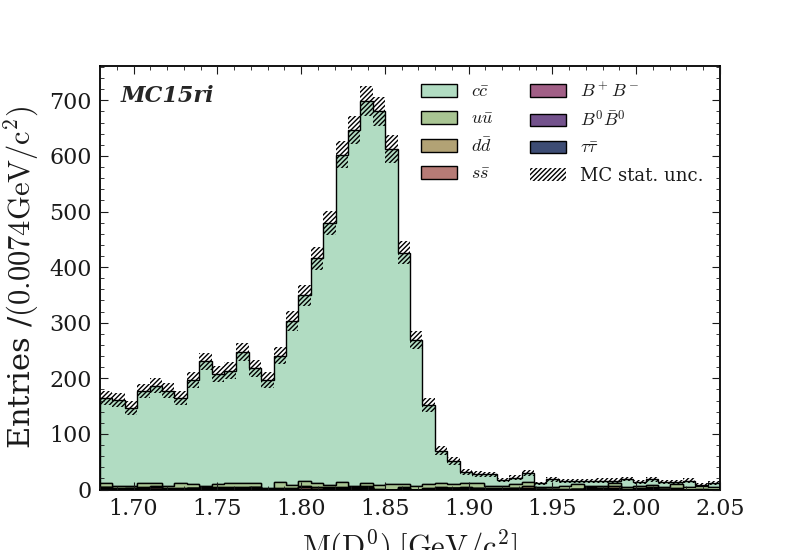 MC15ri
cc̄
uū
dd̄
ss̄
B⁺B⁻
B⁰B̄⁰
ττ̄
MC stat. unc.
Entries /(0.0074GeV/c²)
700
600
500
400
300
200
100
0
1.70 1.75 1.80 1.85 1.90 1.95 2.00 2.05
M(D⁰) [GeV/c²]